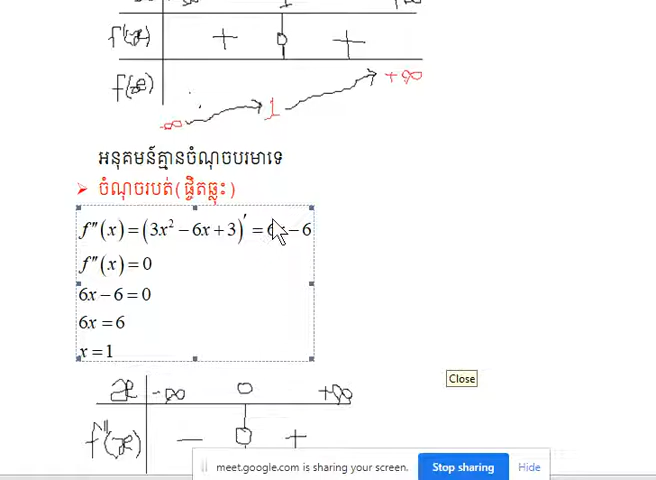 f'(x) + 0 +
f(x) -∞ 1 +∞
អនុគមន៍គ្មានចំណុចបរមាទេ
➢ ចំណុចរបត់(ផ្ចិតឆ្លុះ)
f''(x) = (3x² − 6x + 3)' = 6x − 6
f''(x) = 0
6x − 6 = 0
6x = 6
x = 1
Close
x -∞ 0 +∞
f''(x) − 0 +
meet.google.com is sharing your screen. Stop sharing Hide